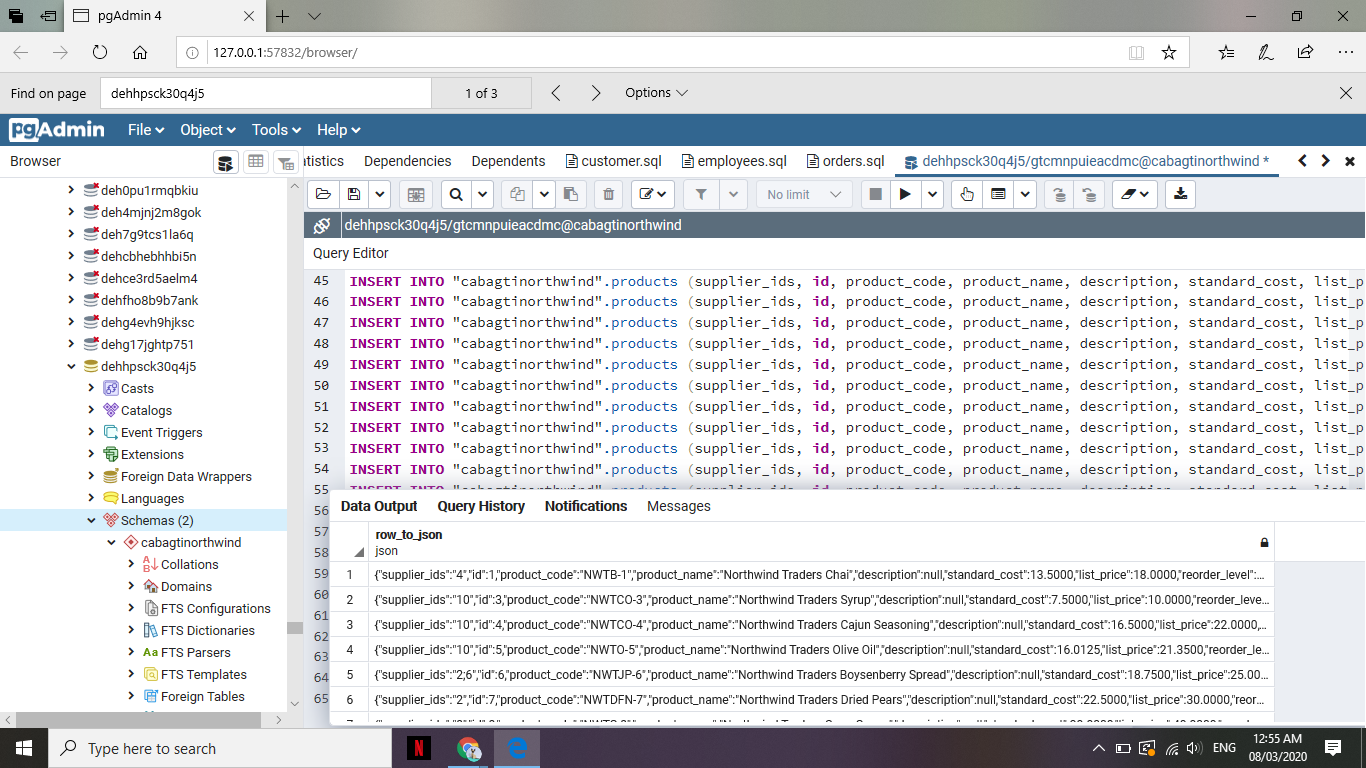 pgAdmin 4
127.0.0.1:57832/browser/
Find on page dehhpsck30q4j5 1 of 3 Options
pgAdmin File Object Tools Help
Browser
tistics Dependencies Dependents customer.sql employees.sql orders.sql dehhpsck30q4j5/gtcmnpuieacdmc@cabagtinorthwind *
No limit
deh0pu1rmqbkiu
deh4mjnj2m8gok
deh7g9tcs1la6q
dehcbhebhhbi5n
dehce3rd5aelm4
dehfho8b9b7ank
dehg4evh9hjksc
dehg17jghtp751
dehhpsck30q4j5
Casts
Catalogs
Event Triggers
Extensions
Foreign Data Wrappers
Languages
Schemas (2)
cabagtinorthwind
Collations
Domains
FTS Configurations
FTS Dictionaries
FTS Parsers
FTS Templates
Foreign Tables
dehhpsck30q4j5/gtcmnpuieacdmc@cabagtinorthwind
Query Editor
45 INSERT INTO "cabagtinorthwind".products (supplier_ids, id, product_code, product_name, description, standard_cost, list_p
46 INSERT INTO "cabagtinorthwind".products (supplier_ids, id, product_code, product_name, description, standard_cost, list_p
47 INSERT INTO "cabagtinorthwind".products (supplier_ids, id, product_code, product_name, description, standard_cost, list_p
48 INSERT INTO "cabagtinorthwind".products (supplier_ids, id, product_code, product_name, description, standard_cost, list_p
49 INSERT INTO "cabagtinorthwind".products (supplier_ids, id, product_code, product_name, description, standard_cost, list_p
50 INSERT INTO "cabagtinorthwind".products (supplier_ids, id, product_code, product_name, description, standard_cost, list_p
51 INSERT INTO "cabagtinorthwind".products (supplier_ids, id, product_code, product_name, description, standard_cost, list_p
52 INSERT INTO "cabagtinorthwind".products (supplier_ids, id, product_code, product_name, description, standard_cost, list_p
53 INSERT INTO "cabagtinorthwind".products (supplier_ids, id, product_code, product_name, description, standard_cost, list_p
54 INSERT INTO "cabagtinorthwind".products (supplier_ids, id, product_code, product_name, description, standard_cost, list_p
55
56
57
58
59
60
61
62
63
64
65
Data Output Query History Notifications Messages
row_to_json
json
1 {"supplier_ids":"4","id":1,"product_code":"NWTB-1","product_name":"Northwind Traders Chai","description":null,"standard_cost":13.5000,"list_price":18.0000,"reorder_level":...
2 {"supplier_ids":"10","id":3,"product_code":"NWTCO-3","product_name":"Northwind Traders Syrup","description":null,"standard_cost":7.5000,"list_price":10.0000,"reorder_leve...
3 {"supplier_ids":"10","id":4,"product_code":"NWTCO-4","product_name":"Northwind Traders Cajun Seasoning","description":null,"standard_cost":16.5000,"list_price":22.0000,...
4 {"supplier_ids":"10","id":5,"product_code":"NWTO-5","product_name":"Northwind Traders Olive Oil","description":null,"standard_cost":16.0125,"list_price":21.3500,"reorder_le...
5 {"supplier_ids":"2;6","id":6,"product_code":"NWTJP-6","product_name":"Northwind Traders Boysenberry Spread","description":null,"standard_cost":18.7500,"list_price":25.00...
6 {"supplier_ids":"2","id":7,"product_code":"NWTDFN-7","product_name":"Northwind Traders Dried Pears","description":null,"standard_cost":22.5000,"list_price":30.0000,"reor...
Type here to search
ENG
12:55 AM
08/03/2020